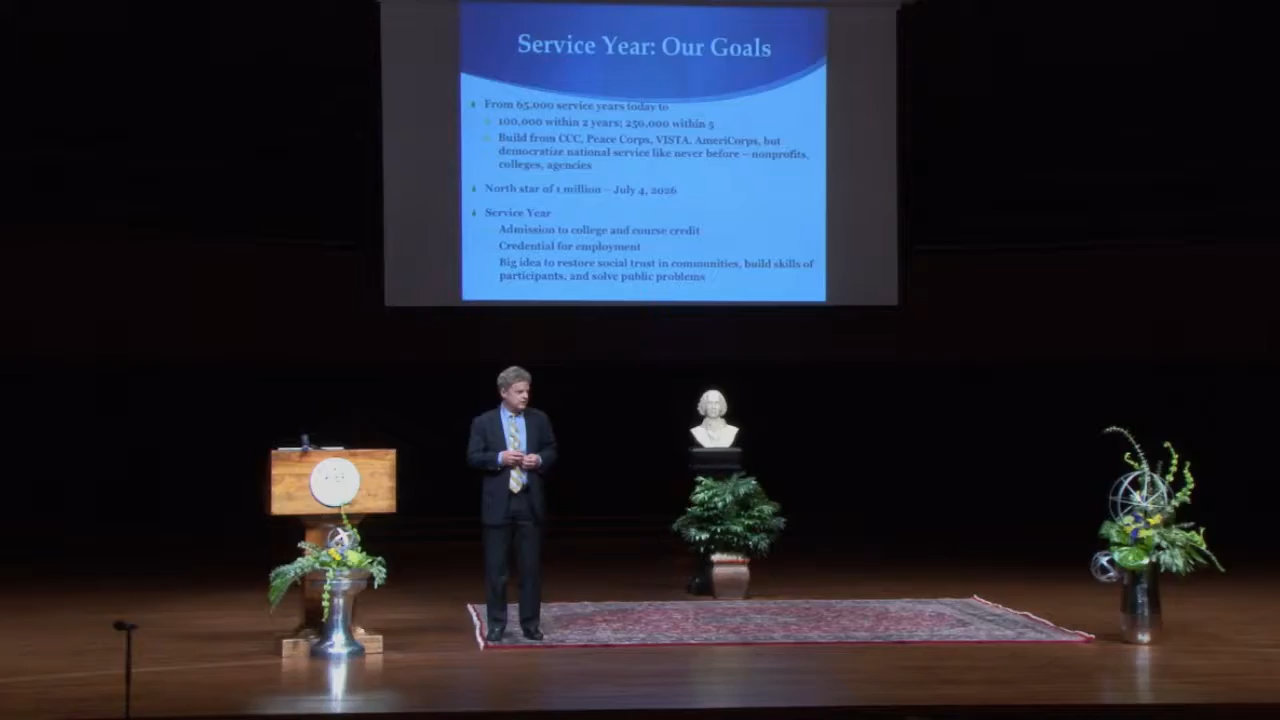 Service Year: Our Goals
From 65,000 service years today to
100,000 within 2 years; 250,000 within 5
Build from CCC, Peace Corps, VISTA, AmeriCorps, but
democratize national service like never before – nonprofits,
colleges, agencies
North star of 1 million – July 4, 2026
Service Year
Admission to college and course credit
Credential for employment
Big idea to restore social trust in communities, build skills of
participants, and solve public problems